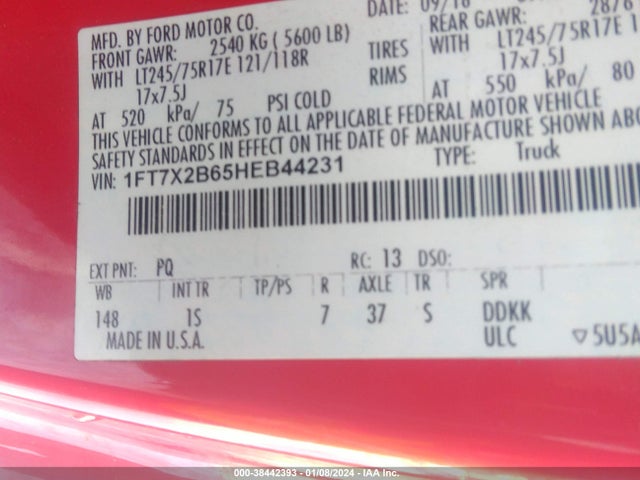 MFD. BY FORD MOTOR CO.
DATE: 09/16
FRONT GAWR: 2540 KG ( 5600 LB)
REAR GAWR: 2876
WITH LT245/75R17E 121/118R TIRES
WITH LT245/75R17E
17x7.5J RIMS
17x7.5J
AT 520 kPa/ 75 PSI COLD
AT 550 kPa/ 80
THIS VEHICLE CONFORMS TO ALL APPLICABLE FEDERAL MOTOR VEHICLE
SAFETY STANDARDS IN EFFECT ON THE DATE OF MANUFACTURE SHOWN ABO
VIN: 1FT7X2B65HEB44231
TYPE: Truck
EXT PNT: PQ RC: 13 DSO:
WB INT TR TP/PS R AXLE TR SPR
148 1S 7 37 S DDKK
MADE IN U.S.A. ULC ▽5U5A
000-38442393 - 01/08/2024 - IAA Inc.